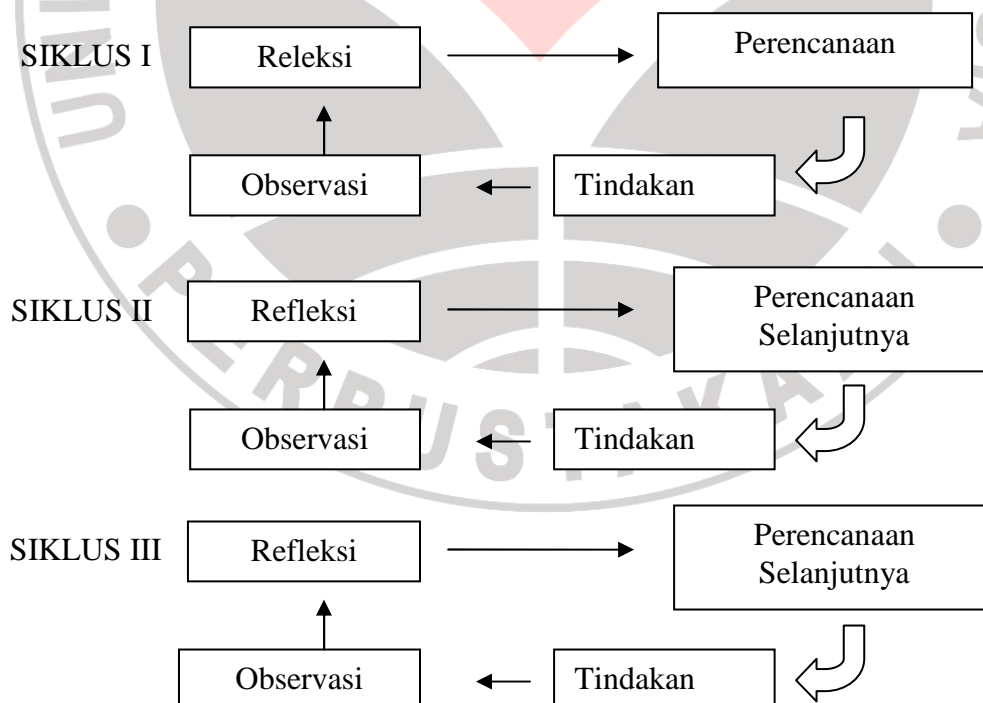 SIKLUS I
Releksi
Perencanaan
Observasi
Tindakan
SIKLUS II
Refleksi
Perencanaan
Selanjutnya
Observasi
Tindakan
SIKLUS III
Refleksi
Perencanaan
Selanjutnya
Observasi
Tindakan
PERPUSTAKAAN